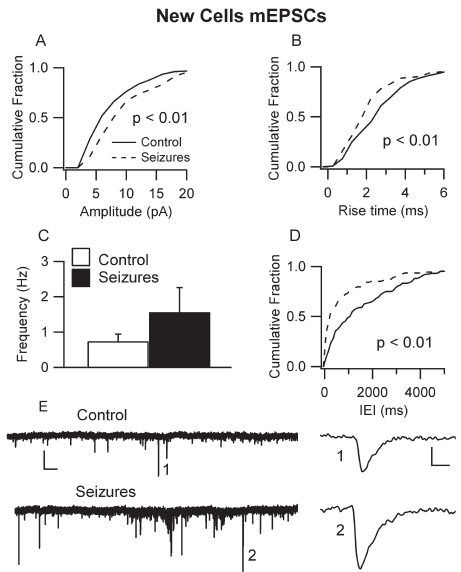 New Cells mEPSCs
A
Cumulative Fraction
1.0
0.5
0.0
p < 0.01
Control
Seizures
0 5 10 15 20
Amplitude (pA)
B
Cumulative Fraction
1.0
0.5
0.0
p < 0.01
0 2 4 6
Rise time (ms)
C
Frequency (Hz)
3
2
1
0
Control
Seizures
D
Cumulative Fraction
1.0
0.5
0.0
p < 0.01
0 2000 4000
IEI (ms)
E
Control
1
1
Seizures
2
2